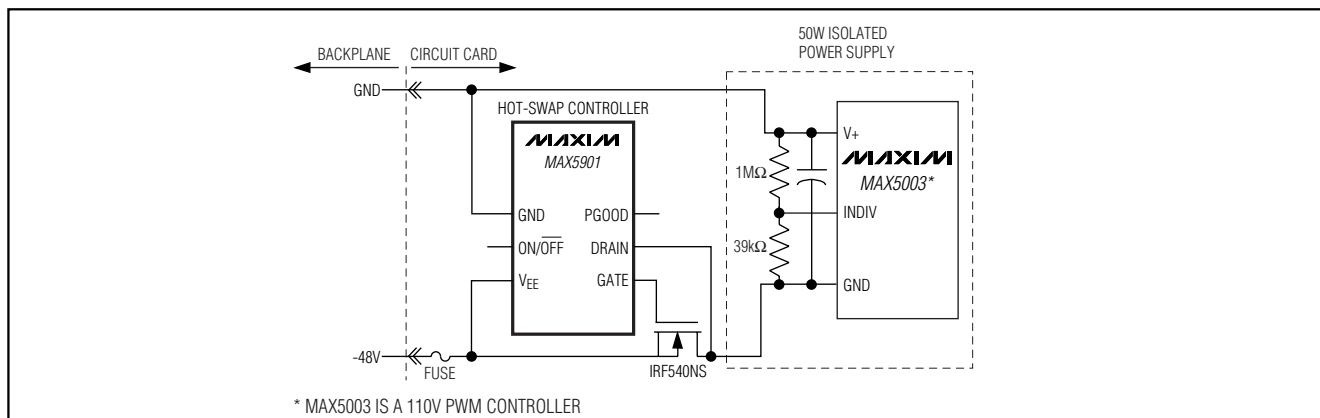 50W ISOLATED
POWER SUPPLY
BACKPLANE
CIRCUIT CARD
GND
HOT-SWAP CONTROLLER
MAXIM
MAX5901
GND
PGOOD
ON/OFF
DRAIN
VEE
GATE
-48V
FUSE
IRF540NS
1MΩ
39kΩ
V+
MAXIM
MAX5003*
INDIV
GND
* MAX5003 IS A 110V PWM CONTROLLER